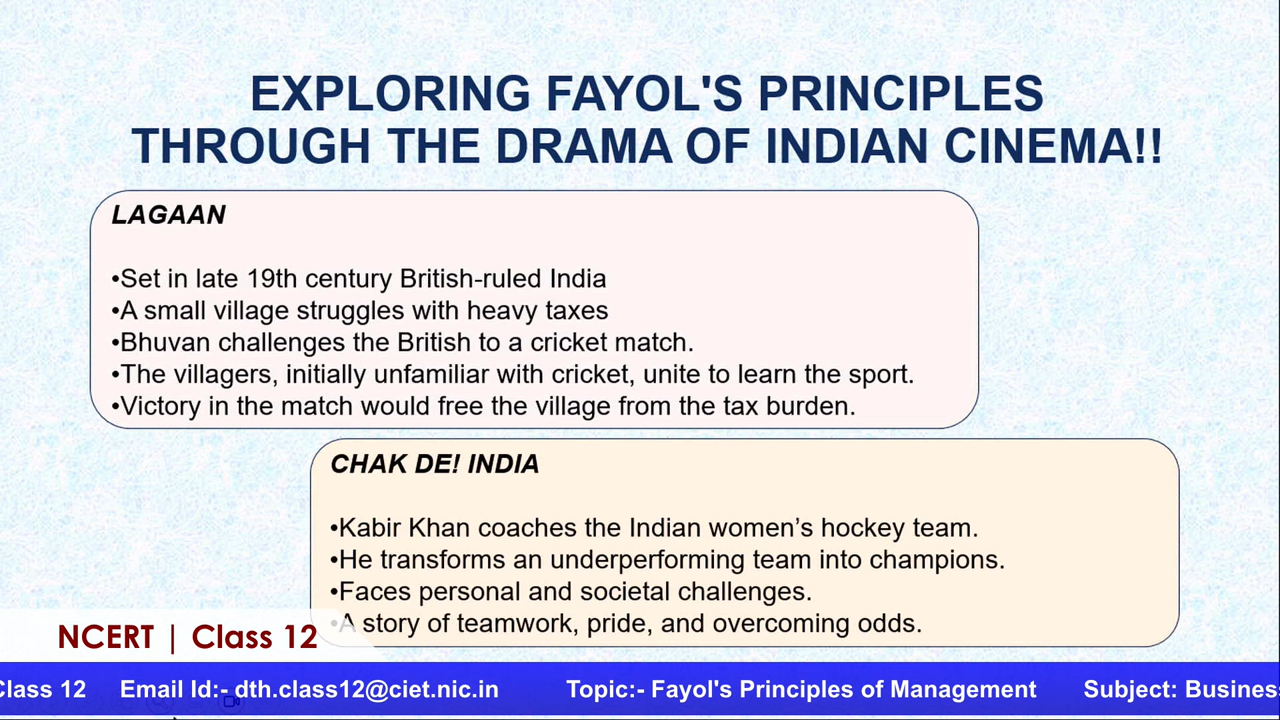 EXPLORING FAYOL'S PRINCIPLES
THROUGH THE DRAMA OF INDIAN CINEMA!!
LAGAAN
•Set in late 19th century British-ruled India
•A small village struggles with heavy taxes
•Bhuvan challenges the British to a cricket match.
•The villagers, initially unfamiliar with cricket, unite to learn the sport.
•Victory in the match would free the village from the tax burden.
CHAK DE! INDIA
•Kabir Khan coaches the Indian women’s hockey team.
•He transforms an underperforming team into champions.
•Faces personal and societal challenges.
•A story of teamwork, pride, and overcoming odds.
NCERT | Class 12
Class 12 Email Id:- dth.class12@ciet.nic.in Topic:- Fayol's Principles of Management Subject: Busines